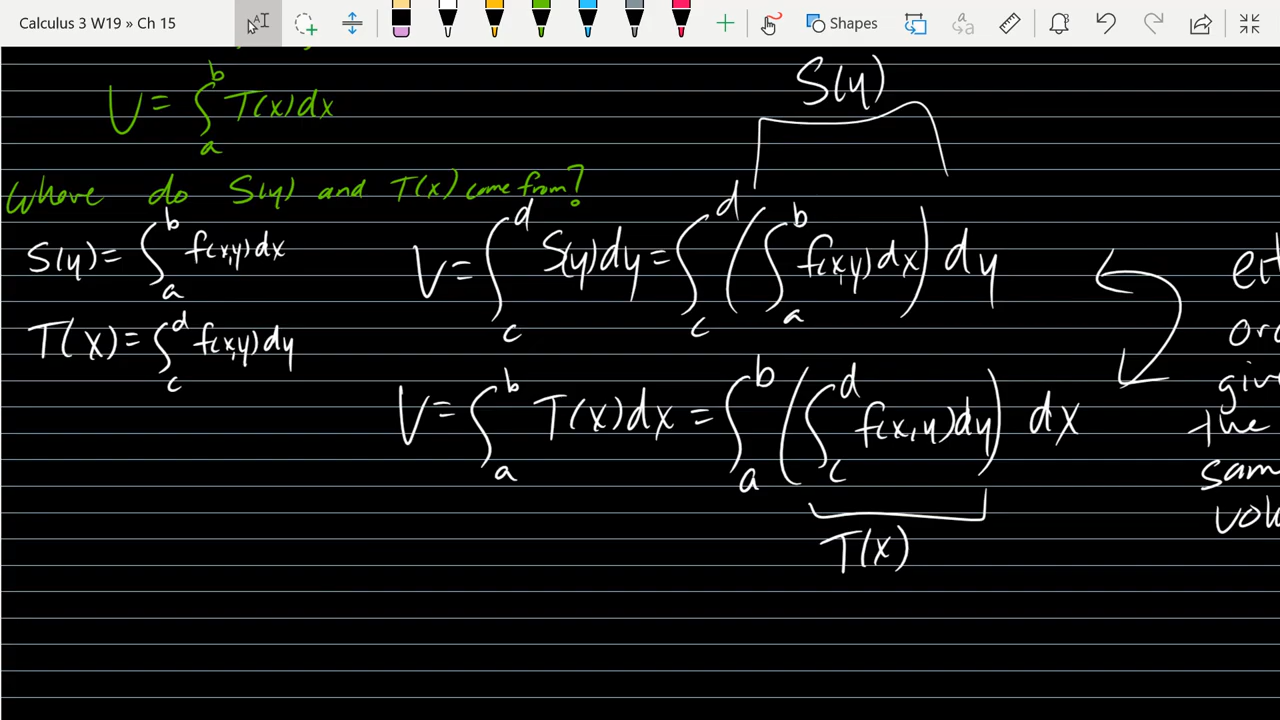 Calculus 3 W19 » Ch 15
Shapes
V = ∫_a^b T(x)dx
S(y)
Where do S(y) and T(x) come from?
S(y) = ∫_a^b f(x,y)dx
V = ∫_c^d S(y)dy = ∫_c^d (∫_a^b f(x,y)dx) dy
T(x) = ∫_c^d f(x,y)dy
V = ∫_a^b T(x)dx = ∫_a^b (∫_c^d f(x,y)dy) dx
T(x)
the